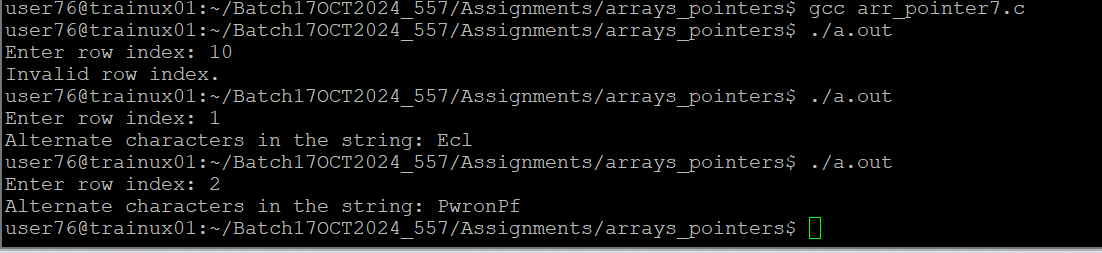 user76@trainux01:~/Batch17OCT2024_557/Assignments/arrays_pointers$ gcc arr_pointer7.c
user76@trainux01:~/Batch17OCT2024_557/Assignments/arrays_pointers$ ./a.out
Enter row index: 10
Invalid row index.
user76@trainux01:~/Batch17OCT2024_557/Assignments/arrays_pointers$ ./a.out
Enter row index: 1
Alternate characters in the string: Ecl
user76@trainux01:~/Batch17OCT2024_557/Assignments/arrays_pointers$ ./a.out
Enter row index: 2
Alternate characters in the string: PwronPf
user76@trainux01:~/Batch17OCT2024_557/Assignments/arrays_pointers$